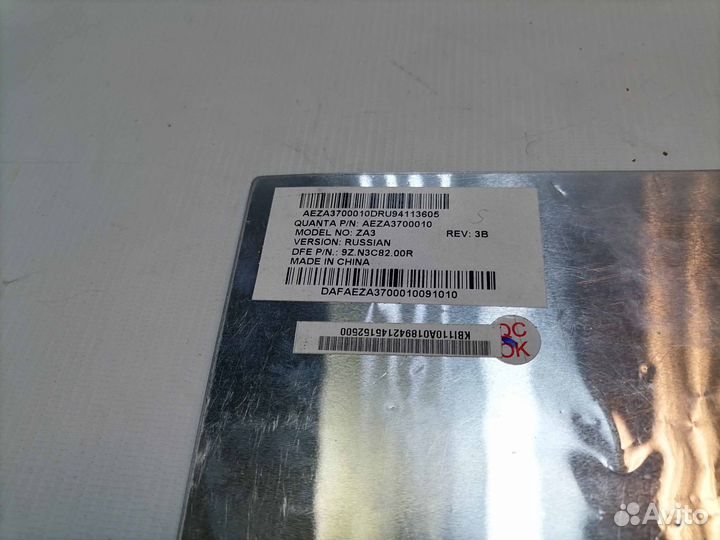 AEZA3700010DRU94113605
QUANTA P/N: AEZA3700010
MODEL NO: ZA3 REV: 3B
VERSION: RUSSIAN
DFE P/N.: 9Z.N3C82.00R
MADE IN CHINA
DAFAEZA3700010091010
KBI110A018942145152500
QC
OK
S
Avito